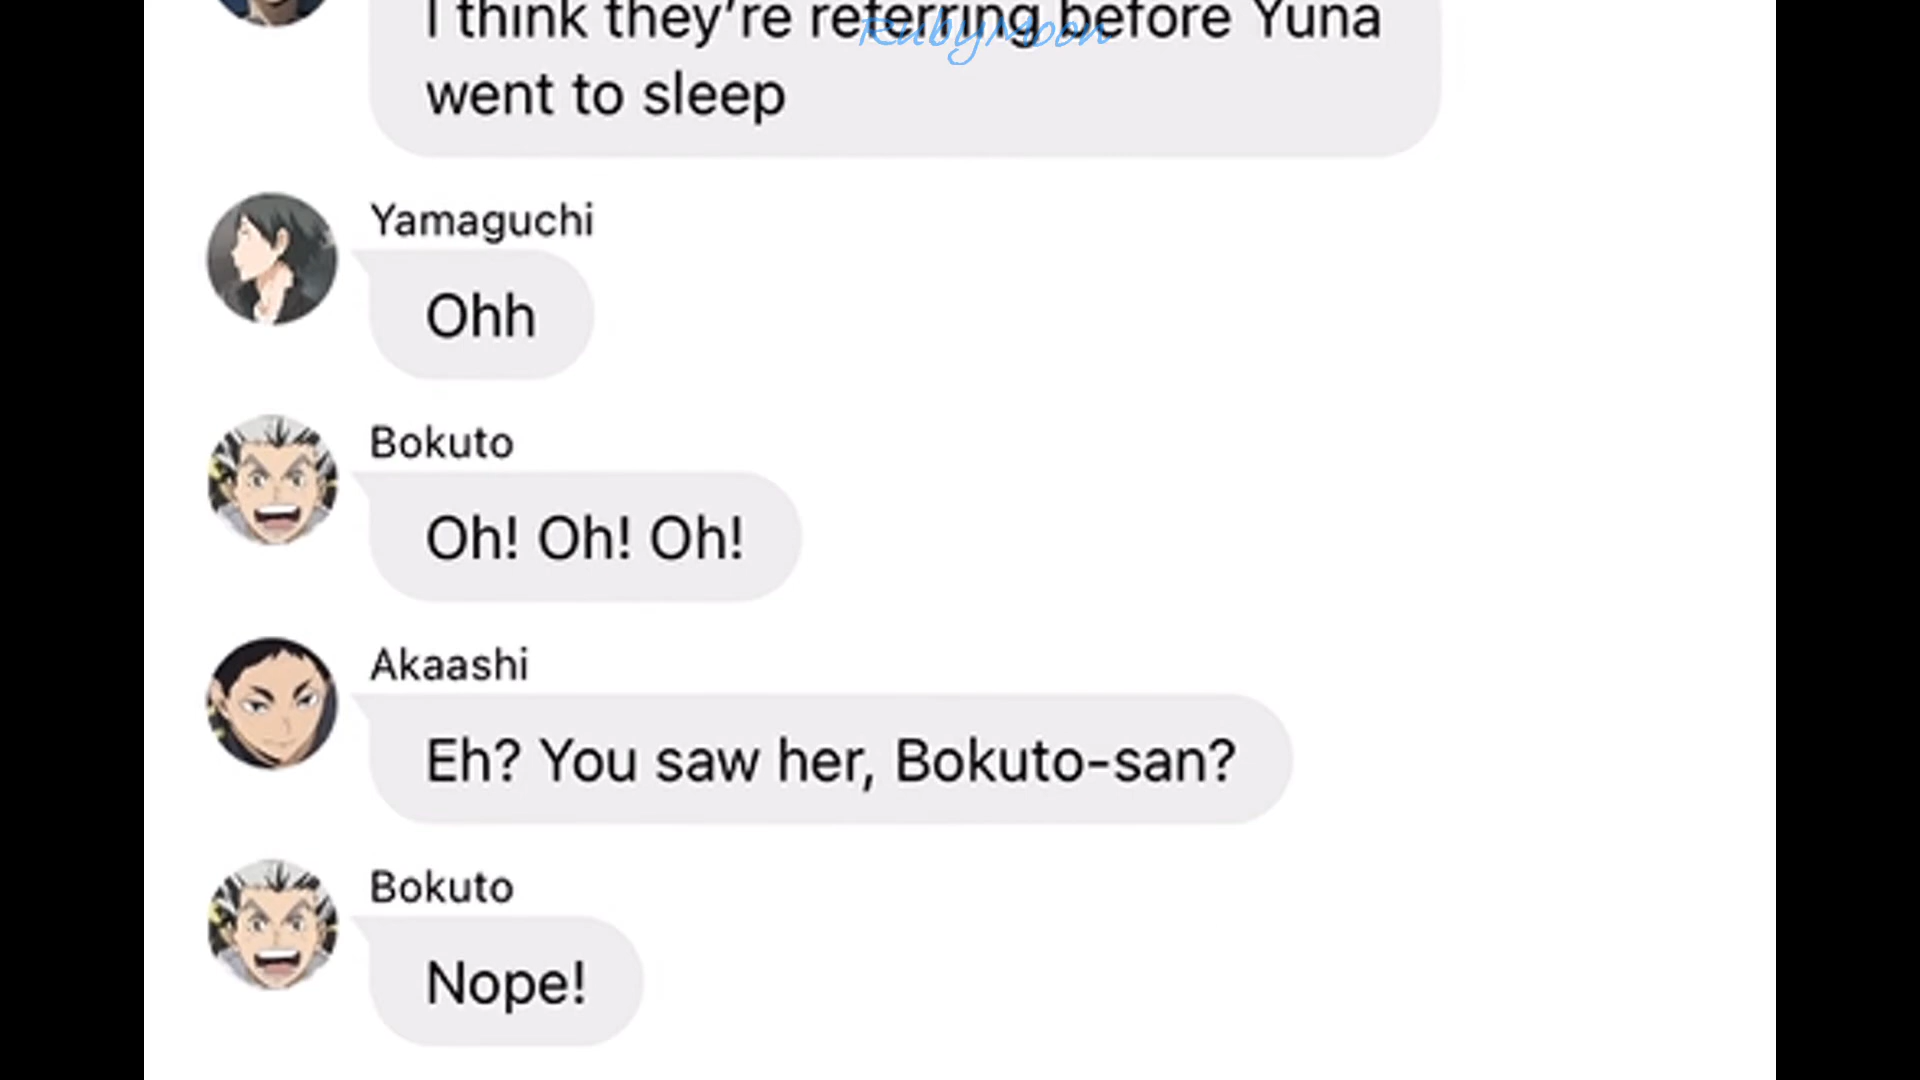 I think they're referring before Yuna
RubyMoon
went to sleep
Yamaguchi
Ohh
Bokuto
Oh! Oh! Oh!
Akaashi
Eh? You saw her, Bokuto-san?
Bokuto
Nope!